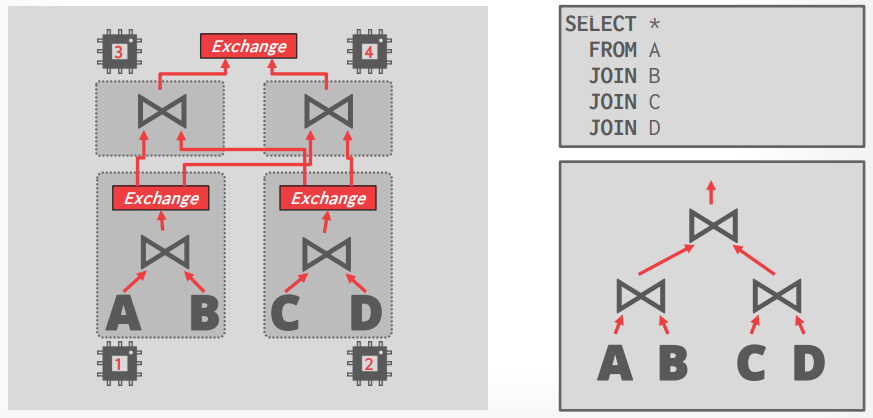 3
Exchange
4
Exchange
Exchange
A B C D
1
2
SELECT *
FROM A
JOIN B
JOIN C
JOIN D
A B C D